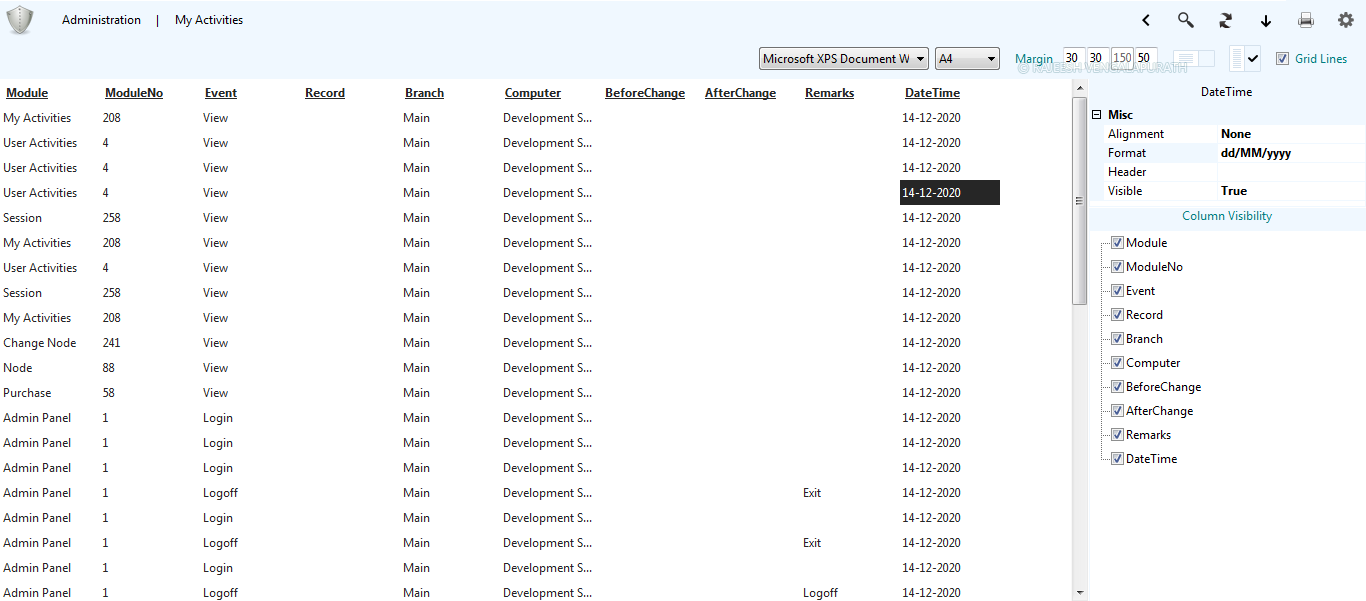 Administration | My Activities
Microsoft XPS Document W A4 Margin 30 30 150 50 Grid Lines
© RAJEESH VENGALAPURATH
Module ModuleNo Event Record Branch Computer BeforeChange AfterChange Remarks DateTime
My Activities 208 View Main Development S... 14-12-2020
User Activities 4 View Main Development S... 14-12-2020
User Activities 4 View Main Development S... 14-12-2020
User Activities 4 View Main Development S... 14-12-2020
Session 258 View Main Development S... 14-12-2020
My Activities 208 View Main Development S... 14-12-2020
User Activities 4 View Main Development S... 14-12-2020
Session 258 View Main Development S... 14-12-2020
My Activities 208 View Main Development S... 14-12-2020
Change Node 241 View Main Development S... 14-12-2020
Node 88 View Main Development S... 14-12-2020
Purchase 58 View Main Development S... 14-12-2020
Admin Panel 1 Login Main Development S... 14-12-2020
Admin Panel 1 Login Main Development S... 14-12-2020
Admin Panel 1 Login Main Development S... 14-12-2020
Admin Panel 1 Logoff Main Development S... Exit 14-12-2020
Admin Panel 1 Login Main Development S... 14-12-2020
Admin Panel 1 Logoff Main Development S... Exit 14-12-2020
Admin Panel 1 Login Main Development S... 14-12-2020
Admin Panel 1 Logoff Main Development S... Logoff 14-12-2020
DateTime
Misc
Alignment None
Format dd/MM/yyyy
Header
Visible True
Column Visibility
Module
ModuleNo
Event
Record
Branch
Computer
BeforeChange
AfterChange
Remarks
DateTime